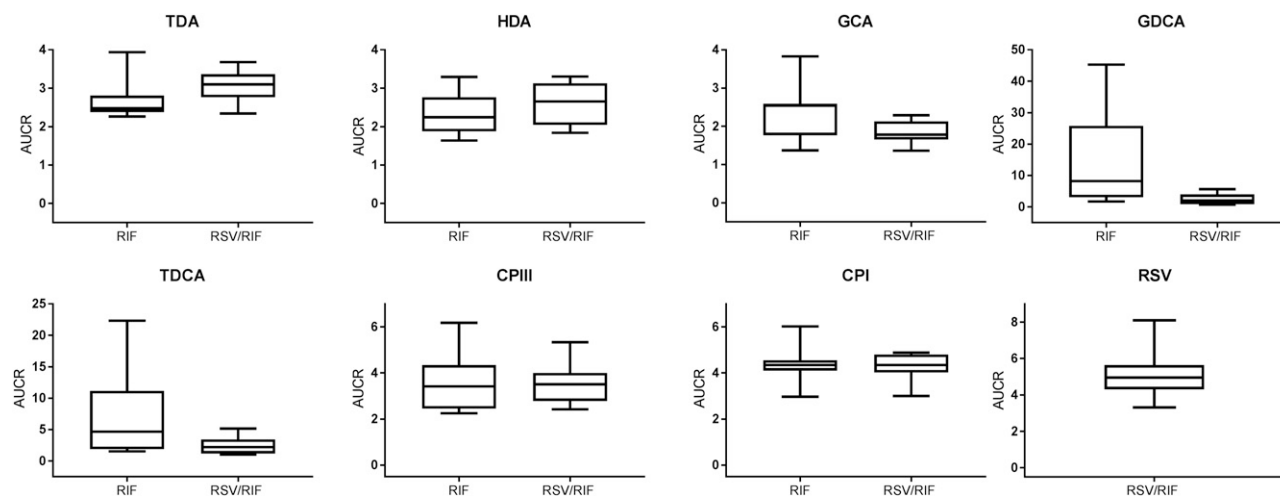 TDA
HDA
GCA
GDCA
4
3
2
1
0
AUCR
RIF
RSV/RIF
4
3
2
1
0
AUCR
RIF
RSV/RIF
4
3
2
1
0
AUCR
RIF
RSV/RIF
50
40
30
20
10
0
AUCR
RIF
RSV/RIF
TDCA
CPIII
CPI
RSV
25
20
15
10
5
0
AUCR
RIF
RSV/RIF
6
4
2
0
AUCR
RIF
RSV/RIF
6
4
2
0
AUCR
RIF
RSV/RIF
8
6
4
2
0
AUCR
RSV/RIF